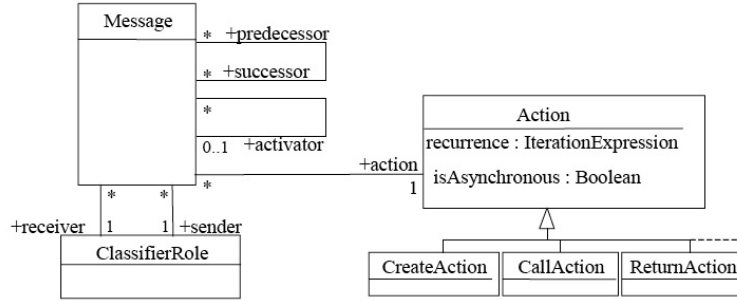 Message
* +predecessor
* +successor
*
0..1 +activator
* +action
1
Action
recurrence : IterationExpression
isAsynchronous : Boolean
* *
+receiver 1 1 +sender
ClassifierRole
CreateAction CallAction ReturnAction